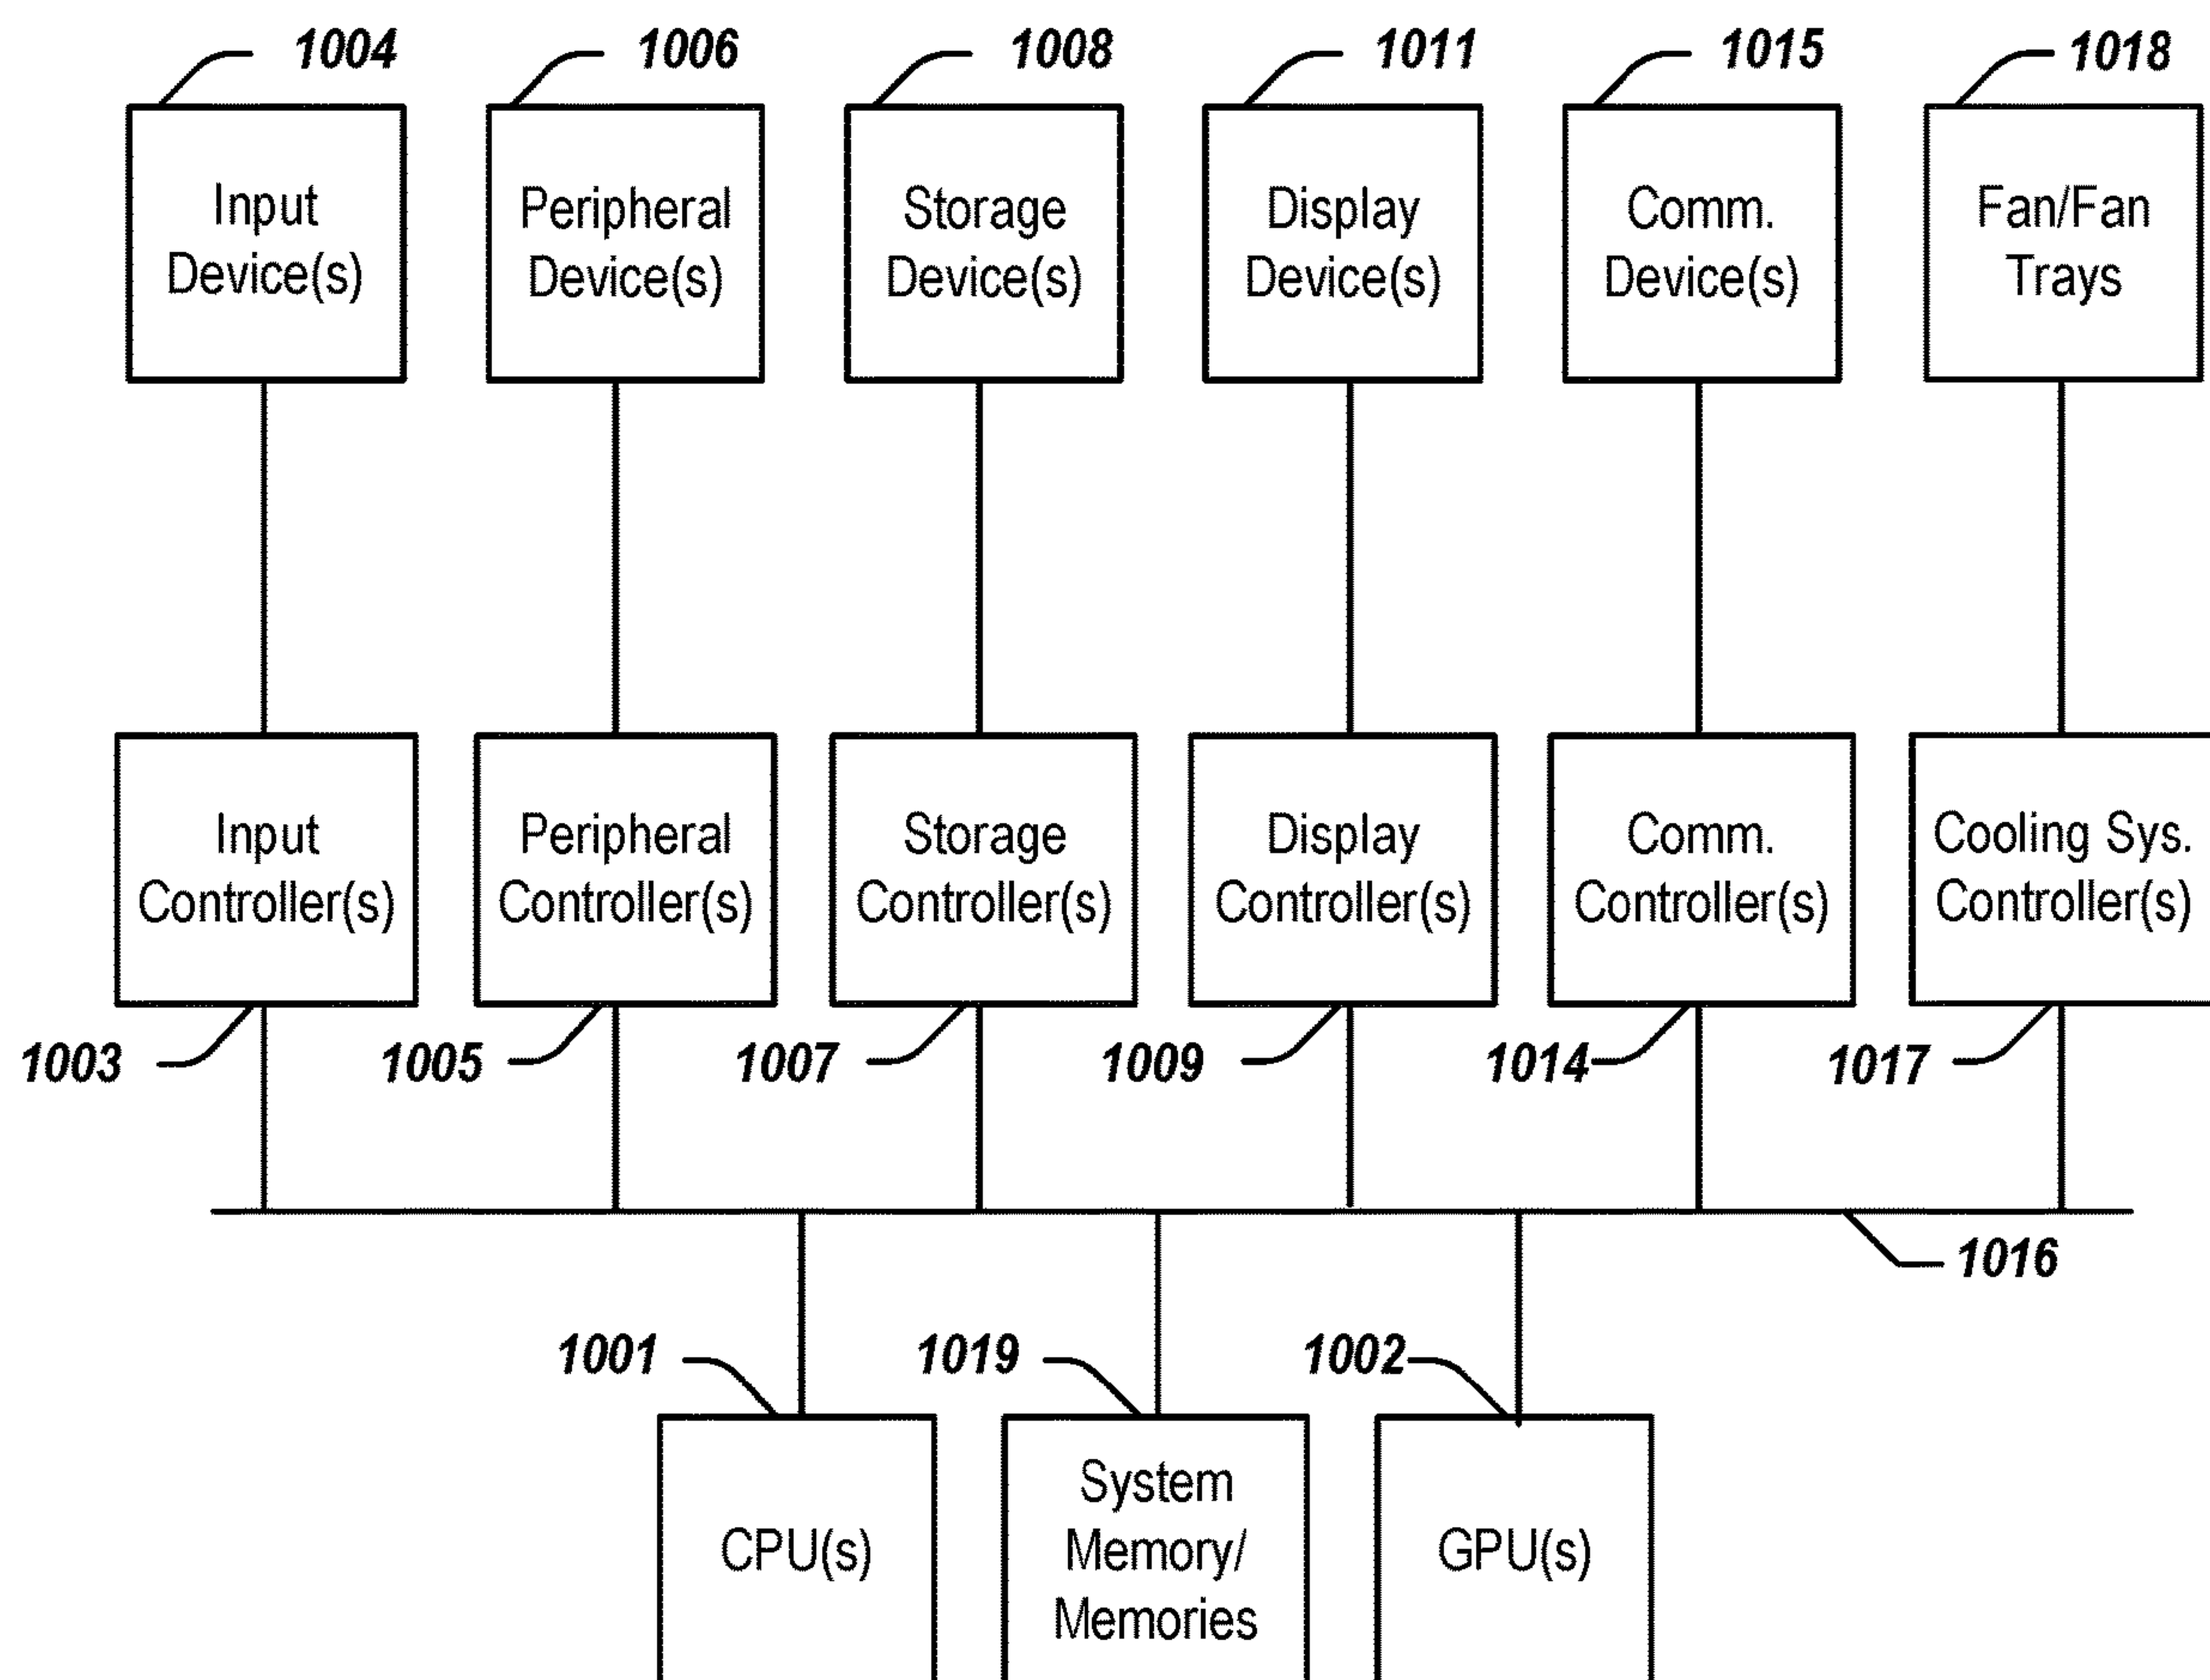 1004
1006
1008
1011
1015
1018
Input
Device(s)
Peripheral
Device(s)
Storage
Device(s)
Display
Device(s)
Comm.
Device(s)
Fan/Fan
Trays
Input
Controller(s)
Peripheral
Controller(s)
Storage
Controller(s)
Display
Controller(s)
Comm.
Controller(s)
Cooling Sys.
Controller(s)
1003
1005
1007
1009
1014
1017
1016
1001
1019
1002
CPU(s)
System
Memory/
Memories
GPU(s)